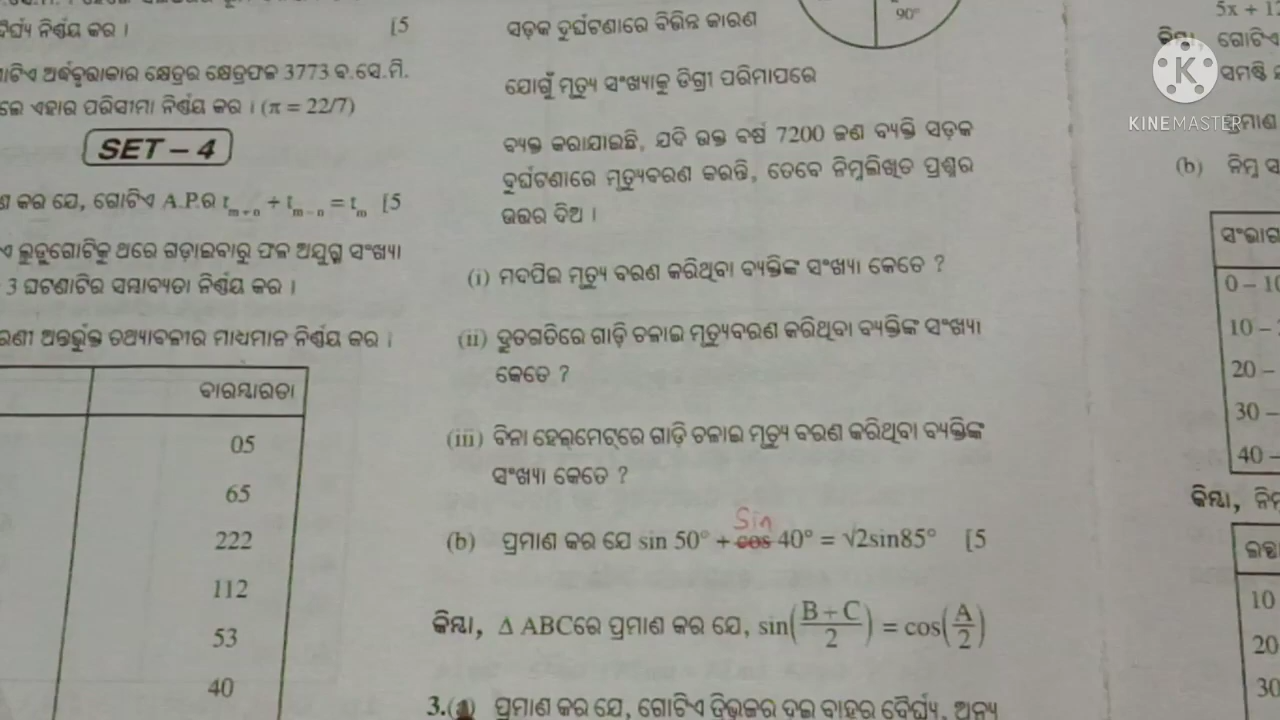 ନିର୍ଣ୍ଣୟ କର । [5
ଅର୍ଦ୍ଧବୃତ୍ତାକାର କ୍ଷେତ୍ରର କ୍ଷେତ୍ରଫଳ 3773 ବ.ସେ.ମି.
ଏହାର ପରିସୀମା ନିର୍ଣ୍ଣୟ କର । (π = 22/7)
SET – 4
କର ଯେ, ଗୋଟିଏ A.P.ର t_{m+n} + t_{m-n} = t_m [5
ଲୁଡୁଗୋଟିକୁ ଥରେ ଗଡ଼ାଇବାରୁ ଫଳ ଅଯୁଗ୍ମ ସଂଖ୍ୟା
3 ଘଟଣାଟିର ସମ୍ଭାବ୍ୟତା ନିର୍ଣ୍ଣୟ କର ।
ଅନ୍ତର୍ଭୁକ୍ତ ତଥ୍ୟାବଳୀର ମାଧ୍ୟମାନ ନିର୍ଣ୍ଣୟ କର ।
ବାରମ୍ବାରତା
05
65
222
112
53
40
90°
ସଡ଼କ ଦୁର୍ଘଟଣାରେ ବିଭିନ୍ନ କାରଣ
ଯୋଗୁଁ ମୃତ୍ୟୁ ସଂଖ୍ୟାକୁ ଡିଗ୍ରୀ ପରିମାପରେ
ବ୍ୟକ୍ତ କରାଯାଇଛି, ଯଦି ଉକ୍ତ ବର୍ଷ 7200 ଜଣ ବ୍ୟକ୍ତି ସଡ଼କ
ଦୁର୍ଘଟଣାରେ ମୃତ୍ୟୁବରଣ କରନ୍ତି, ତେବେ ନିମ୍ନଲିଖିତ ପ୍ରଶ୍ନର
ଉତ୍ତର ଦିଅ ।
(i) ମଦପିଇ ମୃତ୍ୟୁ ବରଣ କରିଥିବା ବ୍ୟକ୍ତିଙ୍କ ସଂଖ୍ୟା କେତେ ?
(ii) ଦ୍ରୁତଗତିରେ ଗାଡ଼ି ଚଳାଇ ମୃତ୍ୟୁବରଣ କରିଥିବା ବ୍ୟକ୍ତିଙ୍କ ସଂଖ୍ୟା
କେତେ ?
(iii) ବିନା ହେଲ୍‌ମେଟ୍‌ରେ ଗାଡ଼ି ଚଳାଇ ମୃତ୍ୟୁ ବରଣ କରିଥିବା ବ୍ୟକ୍ତିଙ୍କ
ସଂଖ୍ୟା କେତେ ?
Sin
(b) ପ୍ରମାଣ କର ଯେ sin 50° + cos 40° = √2sin85° [5
କିମ୍ବା, Δ ABCରେ ପ୍ରମାଣ କର ଯେ, sin((B+C)/2) = cos(A/2)
3.(a) ପ୍ରମାଣ କର ଯେ, ଗୋଟିଏ ତ୍ରିଭୁଜର ଦୁଇ ବାହୁର ଦୈର୍ଘ୍ୟ, ଅନ୍ୟ
5x + 12
କିମ୍ବା, ଗୋଟିଏ
ସମଷ୍ଟି
K
KINEMASTER
(b) ନିମ୍ନ
0 – 10
10 –
20 –
30 –
40 –
କିମ୍ବା,
10
20
30